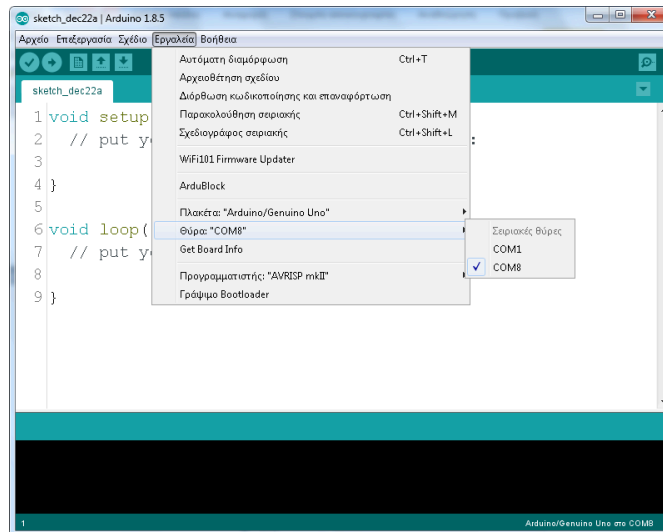 sketch_dec22a | Arduino 1.8.5
Αρχείο Επεξεργασία Σχέδιο Εργαλεία Βοήθεια
sketch_dec22a
Αυτόματη διαμόρφωση Ctrl+T
Αρχειοθέτηση σχεδίου
Διόρθωση κωδικοποίησης και επαναφόρτωση
Παρακολούθηση σειριακής Ctrl+Shift+M
Σχεδιογράφος σειριακής Ctrl+Shift+L
WiFi101 Firmware Updater
ArduBlock
Πλακέτα: "Arduino/Genuino Uno"
Θύρα: "COM8"
Get Board Info
Προγραμματιστής: "AVRISP mkII"
Γράψιμο Bootloader
Σειριακές θύρες
COM1
COM8
1 void setup
2 // put y :
3
4 }
5
6 void loop(
7 // put y
8
9 }
1 Arduino/Genuino Uno στο COM8